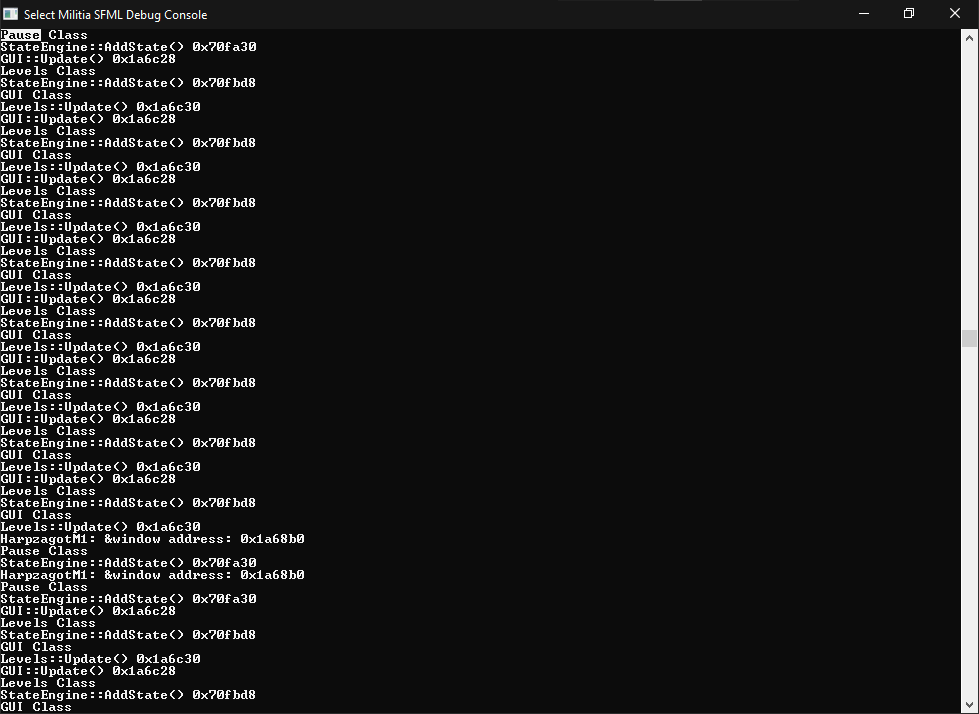 Select Militia SFML Debug Console
Pause Class
StateEngine::AddState() 0x70fa30
GUI::Update() 0x1a6c28
Levels Class
StateEngine::AddState() 0x70fbd8
GUI Class
Levels::Update() 0x1a6c30
GUI::Update() 0x1a6c28
Levels Class
StateEngine::AddState() 0x70fbd8
GUI Class
Levels::Update() 0x1a6c30
GUI::Update() 0x1a6c28
Levels Class
StateEngine::AddState() 0x70fbd8
GUI Class
Levels::Update() 0x1a6c30
GUI::Update() 0x1a6c28
Levels Class
StateEngine::AddState() 0x70fbd8
GUI Class
Levels::Update() 0x1a6c30
GUI::Update() 0x1a6c28
Levels Class
StateEngine::AddState() 0x70fbd8
GUI Class
Levels::Update() 0x1a6c30
GUI::Update() 0x1a6c28
Levels Class
StateEngine::AddState() 0x70fbd8
GUI Class
Levels::Update() 0x1a6c30
GUI::Update() 0x1a6c28
Levels Class
StateEngine::AddState() 0x70fbd8
GUI Class
Levels::Update() 0x1a6c30
GUI::Update() 0x1a6c28
Levels Class
StateEngine::AddState() 0x70fbd8
GUI Class
Levels::Update() 0x1a6c30
HarpzagotM1: &window address: 0x1a68b0
Pause Class
StateEngine::AddState() 0x70fa30
HarpzagotM1: &window address: 0x1a68b0
Pause Class
StateEngine::AddState() 0x70fa30
GUI::Update() 0x1a6c28
Levels Class
StateEngine::AddState() 0x70fbd8
GUI Class
Levels::Update() 0x1a6c30
GUI::Update() 0x1a6c28
Levels Class
StateEngine::AddState() 0x70fbd8
GUI Class